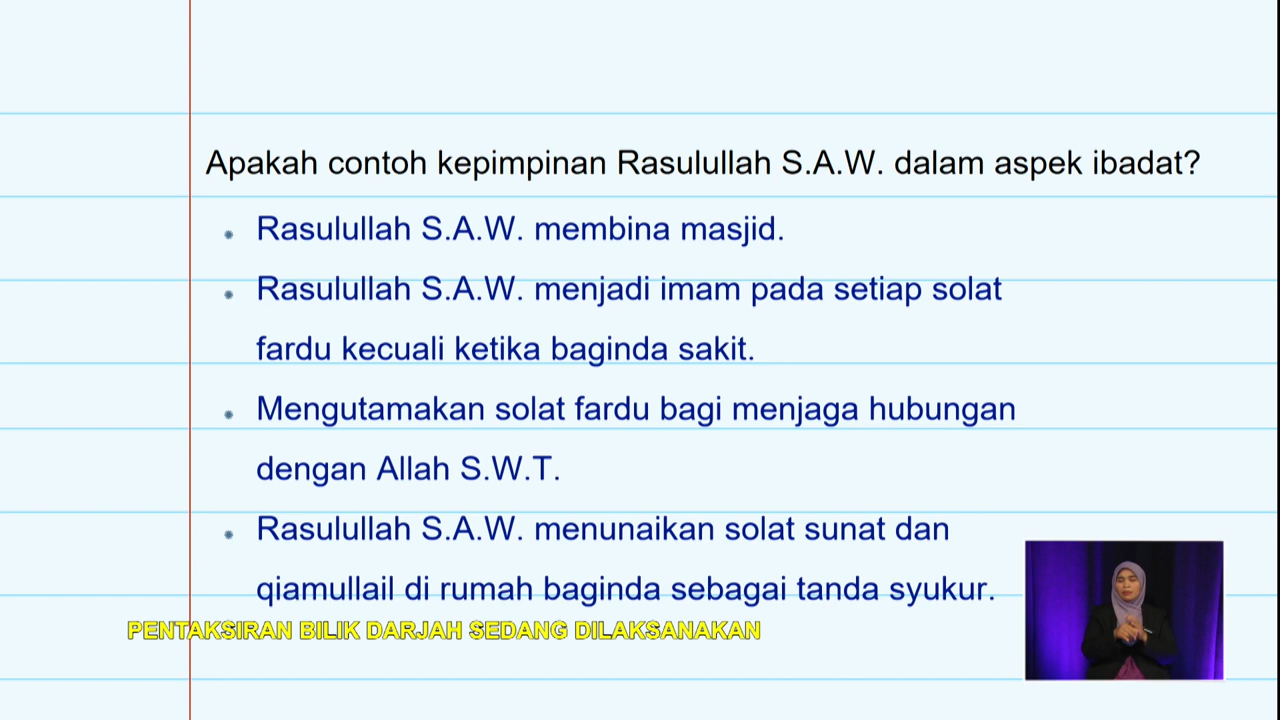 Apakah contoh kepimpinan Rasulullah S.A.W. dalam aspek ibadat?
Rasulullah S.A.W. membina masjid.
Rasulullah S.A.W. menjadi imam pada setiap solat
fardu kecuali ketika baginda sakit.
Mengutamakan solat fardu bagi menjaga hubungan
dengan Allah S.W.T.
Rasulullah S.A.W. menunaikan solat sunat dan
qiamullail di rumah baginda sebagai tanda syukur.
PENTAKSIRAN BILIK DARJAH SEDANG DILAKSANAKAN